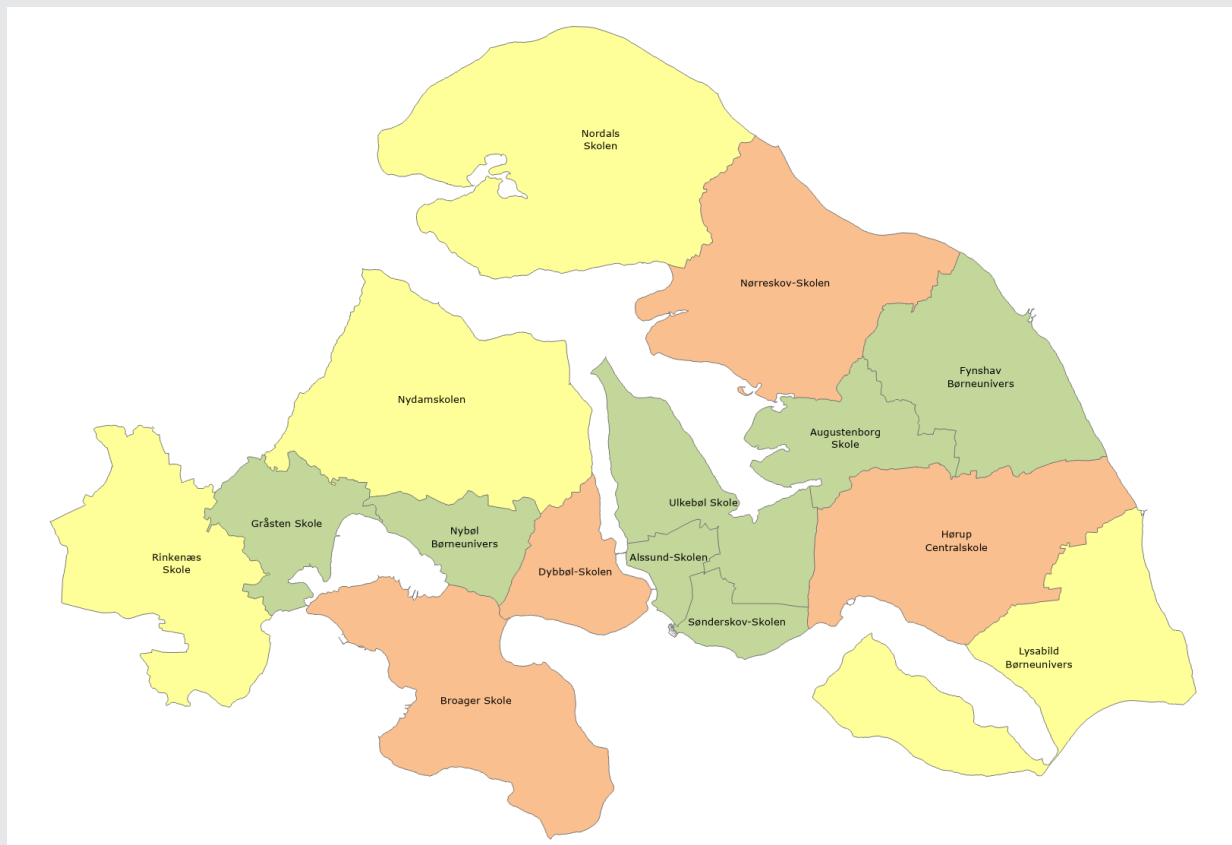 Nordals
Skolen
Nørreskov-Skolen
Fynshav
Børneunivers
Nydamskolen
Augustenborg
Skole
Ulkebøl Skole
Gråsten Skole
Nybøl
Børneunivers
Hørup
Centralskole
Rinkenæs
Skole
Alssund-Skolen
Dybbøl-Skolen
Sønderskov-Skolen
Lysabild
Børneunivers
Broager Skole